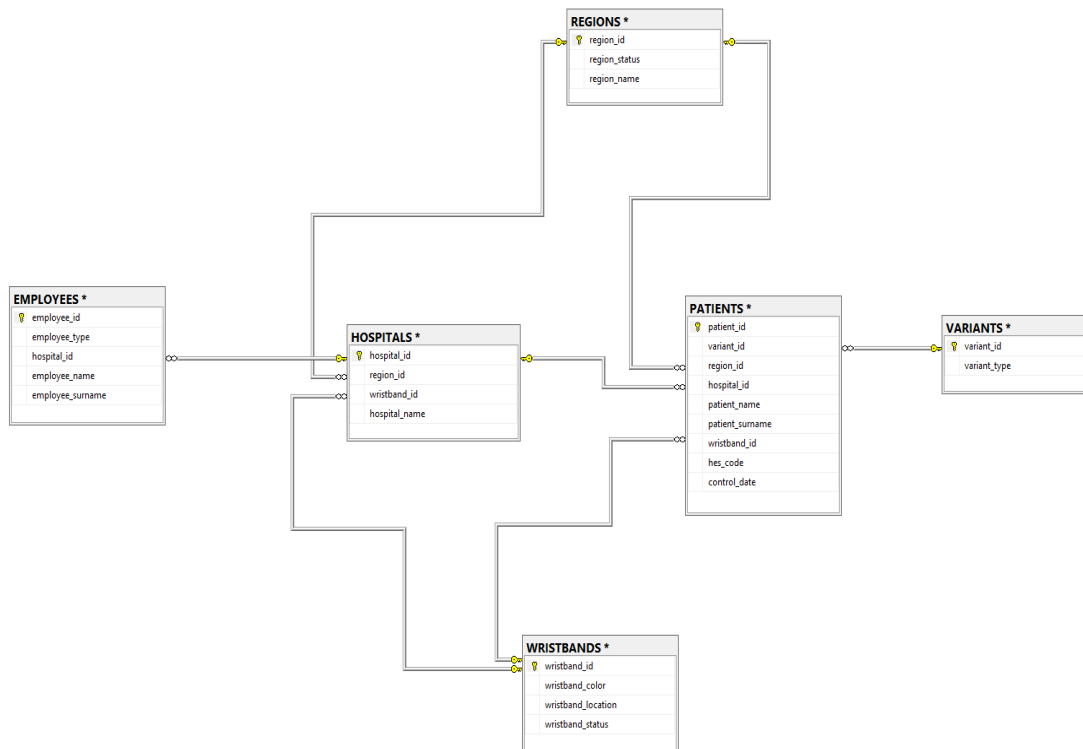 REGIONS *
region_id
region_status
region_name
EMPLOYEES *
employee_id
employee_type
hospital_id
employee_name
employee_surname
HOSPITALS *
hospital_id
region_id
wristband_id
hospital_name
PATIENTS *
patient_id
variant_id
region_id
hospital_id
patient_name
patient_surname
wristband_id
hes_code
control_date
VARIANTS *
variant_id
variant_type
WRISTBANDS *
wristband_id
wristband_color
wristband_location
wristband_status